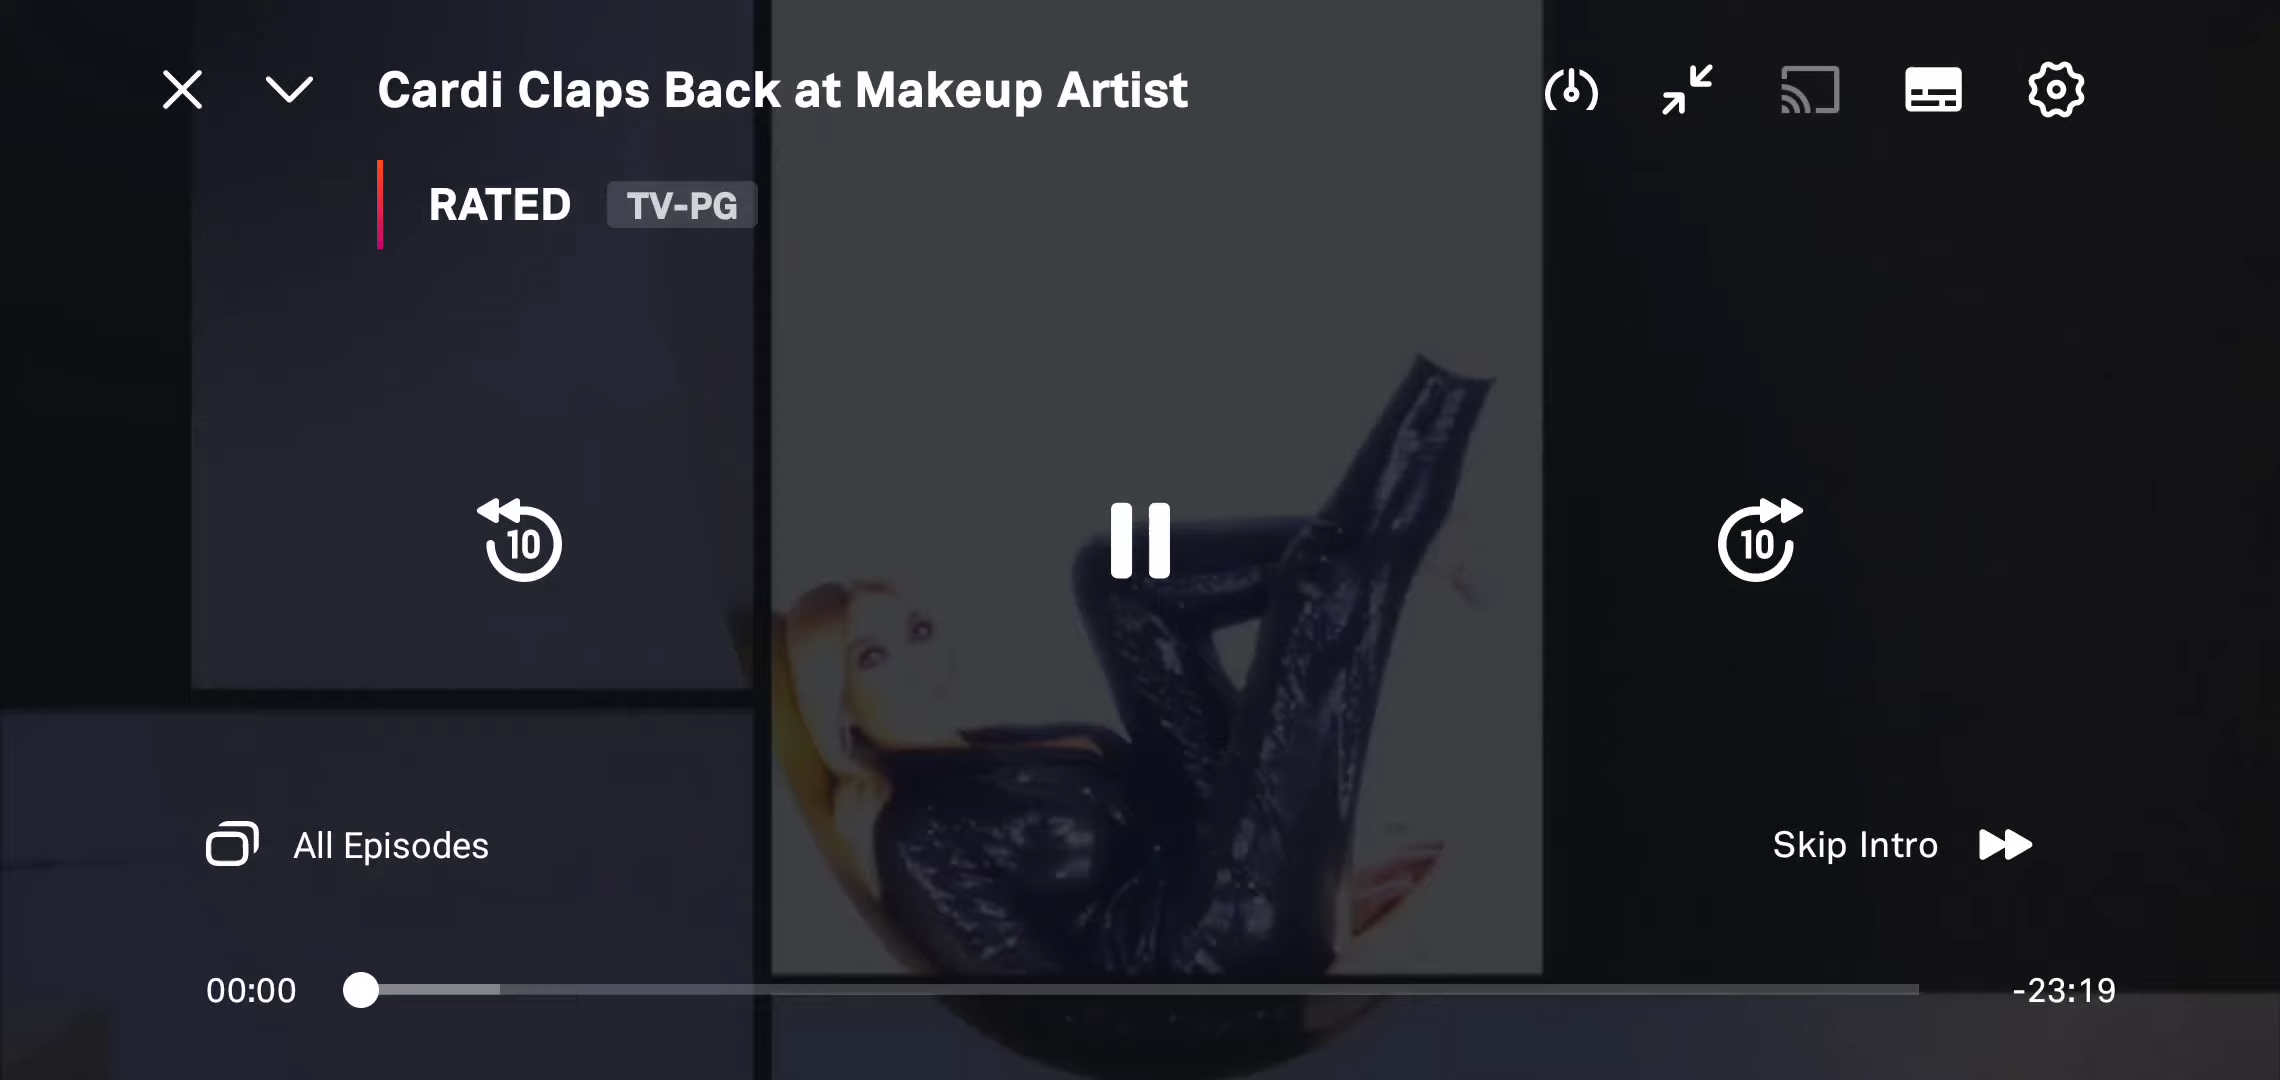 Cardi Claps Back at Makeup Artist
RATED TV-PG
10
10
All Episodes
Skip Intro
00:00
-23:19